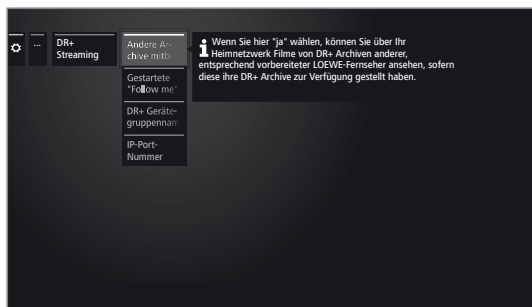 ...
DR+
Streaming
Andere Ar-
chive mitb
Gestartete
"Follow me"
DR+ Geräte-
gruppennam
IP-Port-
Nummer
Wenn Sie hier "ja" wählen, können Sie über Ihr
Heimnetzwerk Filme von DR+ Archiven anderer,
entsprechend vorbereiteter LOEWE-Fernseher ansehen, sofern
diese ihre DR+ Archive zur Verfügung gestellt haben.